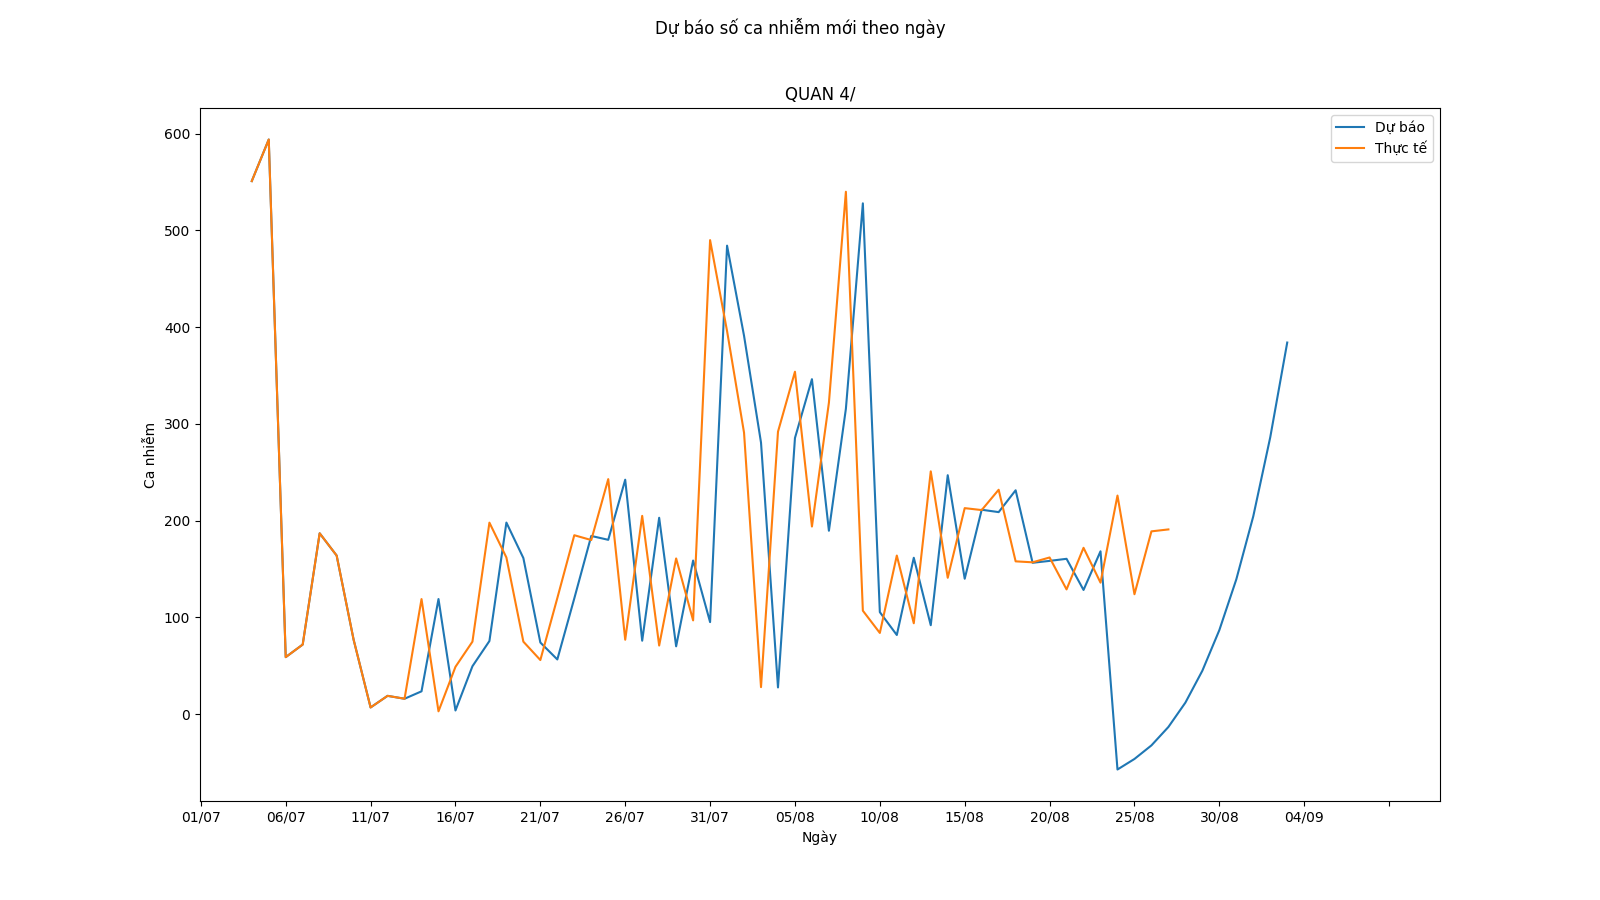 Dự báo số ca nhiễm mới theo ngày
QUAN 4/
Dự báo
Thực tế
600
500
400
300
200
100
0
Ca nhiễm
01/07 06/07 11/07 16/07 21/07 26/07 31/07 05/08 10/08 15/08 20/08 25/08 30/08 04/09
Ngày